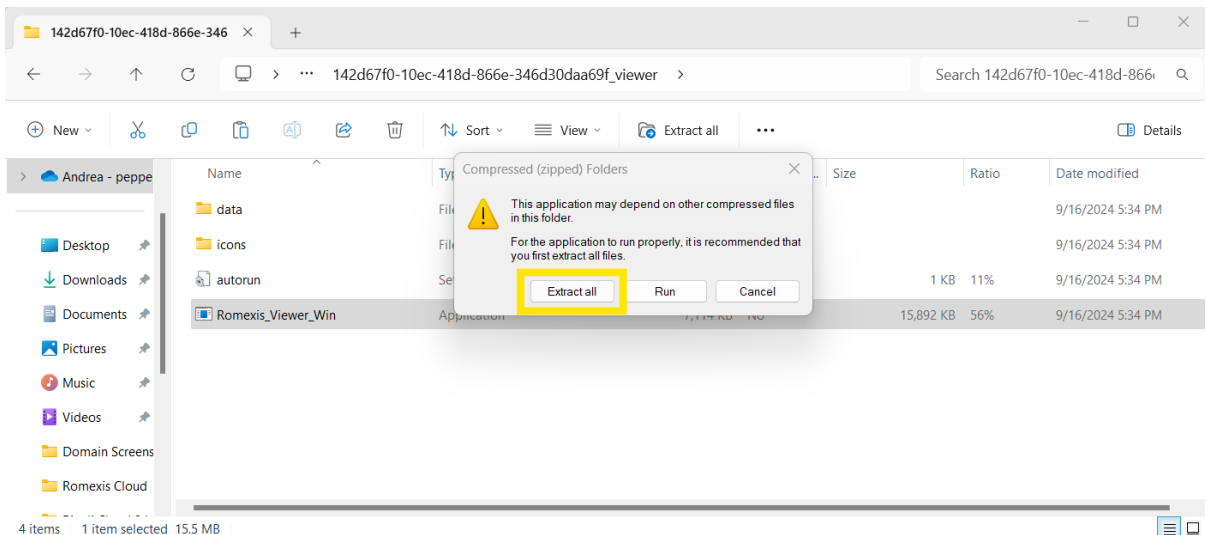 142d67f0-10ec-418d-866e-346
142d67f0-10ec-418d-866e-346d30daa69f_viewer
Search 142d67f0-10ec-418d-866
New
Sort
View
Extract all
Details
Andrea - peppe
Name
Size
Ratio
Date modified
Compressed (zipped) Folders
This application may depend on other compressed files
in this folder.
For the application to run properly, it is recommended that
you first extract all files.
Extract all
Run
Cancel
data
9/16/2024 5:34 PM
icons
9/16/2024 5:34 PM
autorun
1 KB 11% 9/16/2024 5:34 PM
Romexis_Viewer_Win
Application
15,892 KB 56% 9/16/2024 5:34 PM
Desktop
Downloads
Documents
Pictures
Music
Videos
Domain Screens
Romexis Cloud
4 items 1 item selected 15.5 MB